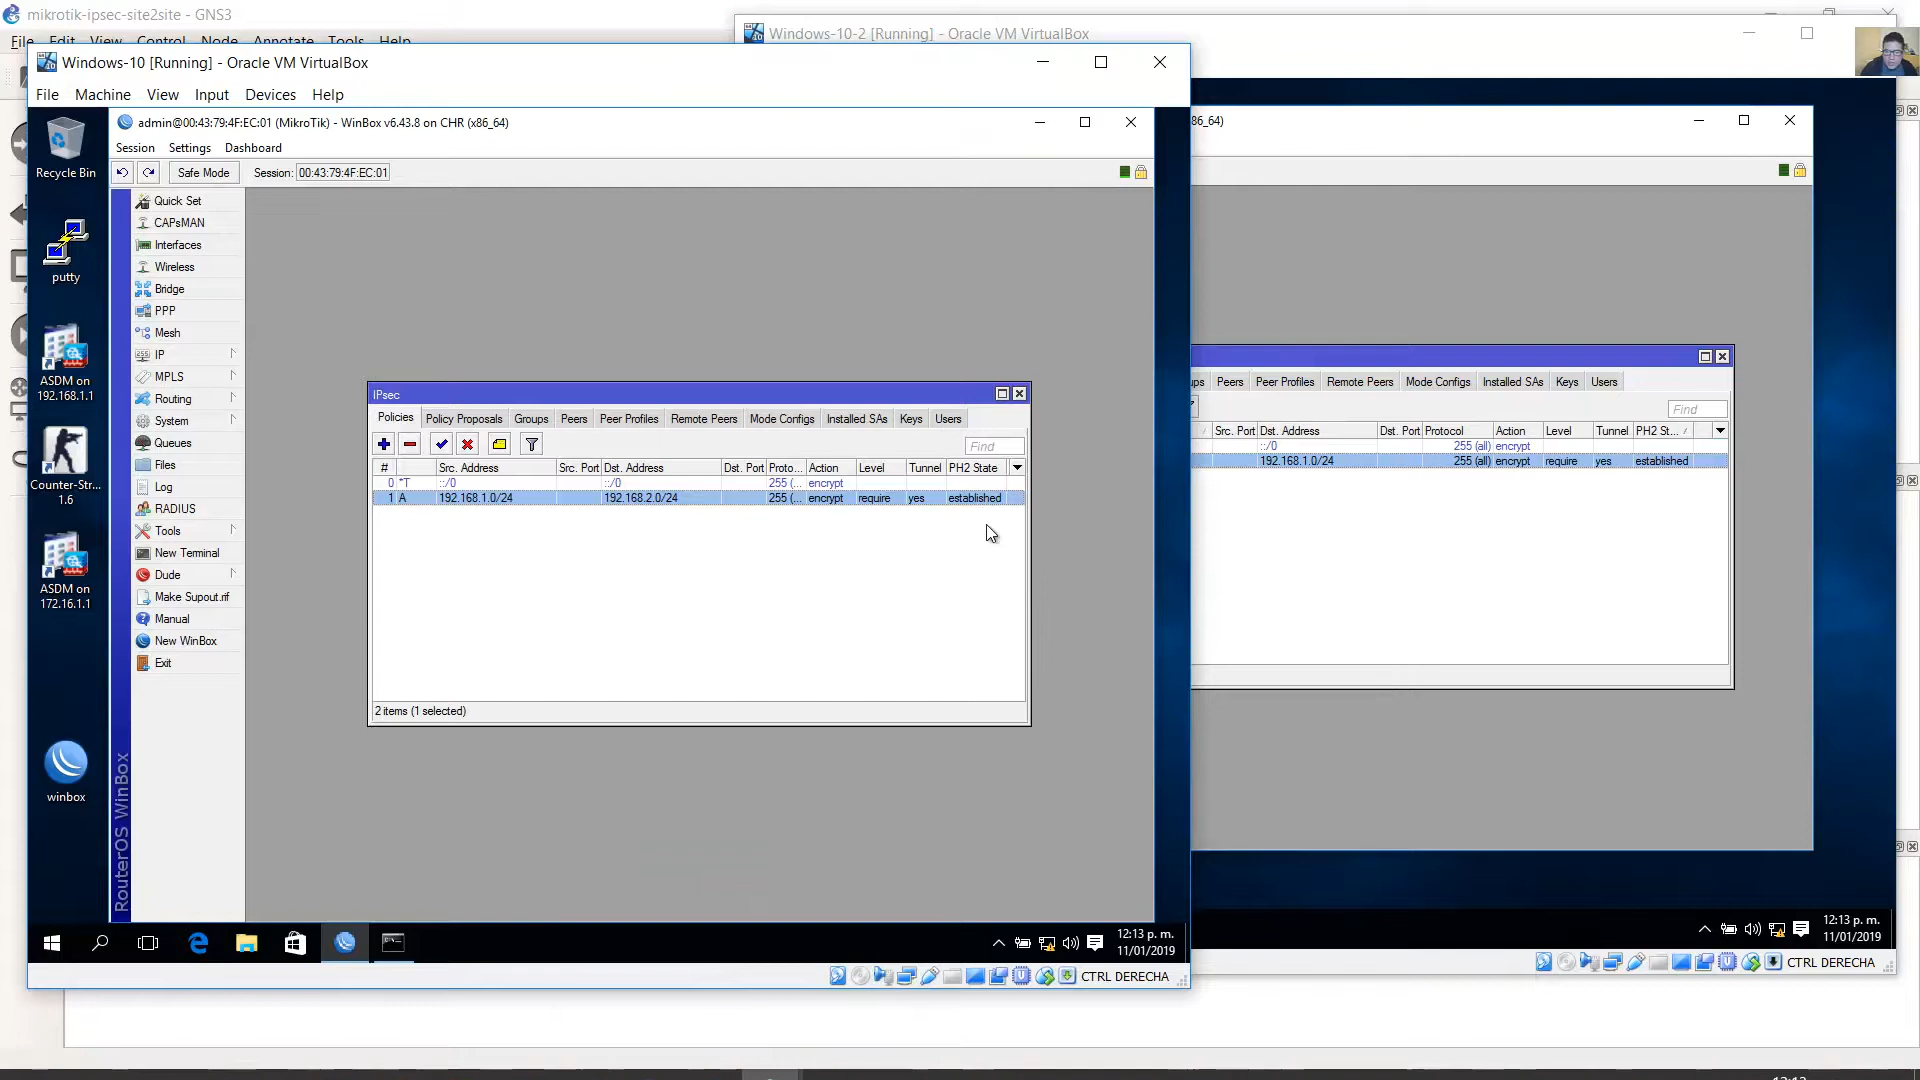 mikrotik-ipsec-site2site - GNS3
File Edit View Control Node Annotate Tools Help
Windows-10-2 [Running] - Oracle VM VirtualBox
Windows-10 [Running] - Oracle VM VirtualBox
File Machine View Input Devices Help
admin@00:43:79:4F:EC:01 (MikroTik) - WinBox v6.43.8 on CHR (x86_64)
Session Settings Dashboard
Safe Mode Session: 00:43:79:4F:EC:01
Recycle Bin
putty
ASDM on
192.168.1.1
Counter-Str...
1.6
ASDM on
172.16.1.1
winbox
Quick Set
CAPsMAN
Interfaces
Wireless
Bridge
PPP
Mesh
IP
MPLS
Routing
System
Queues
Files
Log
RADIUS
Tools
New Terminal
Dude
Make Supout.rif
Manual
New WinBox
Exit
RouterOS WinBox
IPsec
Policies Policy Proposals Groups Peers Peer Profiles Remote Peers Mode Configs Installed SAs Keys Users
Find
# Src. Address Src. Port Dst. Address Dst. Port Proto... Action Level Tunnel PH2 State
0 *T ::/0 ::/0 255 (... encrypt
1 A 192.168.1.0/24 192.168.2.0/24 255 (... encrypt require yes established
2 items (1 selected)
12:13 p. m.
11/01/2019
CTRL DERECHA
86_64)
ups Peers Peer Profiles Remote Peers Mode Configs Installed SAs Keys Users
Find
Src. Port Dst. Address Dst. Port Protocol Action Level Tunnel PH2 St...
::/0 255 (all) encrypt
192.168.1.0/24 255 (all) encrypt require yes established
12:13 p. m.
11/01/2019
CTRL DERECHA